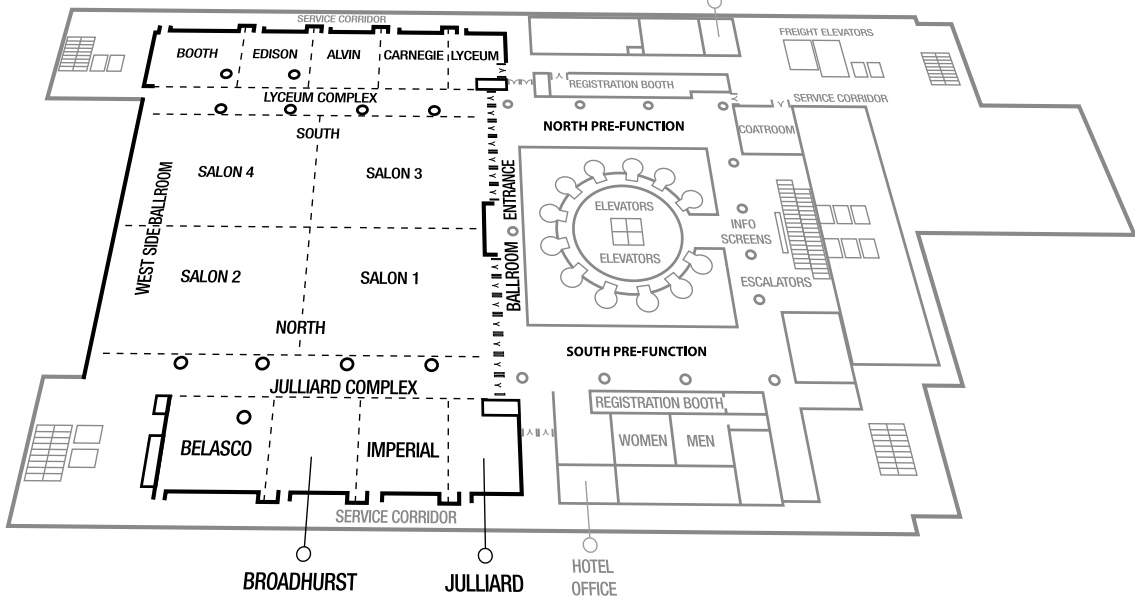 SERVICE CORRIDOR
FREIGHT ELEVATORS
BOOTH
EDISON
ALVIN
CARNEGIE
LYCEUM
REGISTRATION BOOTH
LYCEUM COMPLEX
SERVICE CORRIDOR
SOUTH
NORTH PRE-FUNCTION
COATROOM
SALON 4
SALON 3
WEST SIDE BALLROOM
BALLROOM ENTRANCE
ELEVATORS
INFO
SCREENS
ELEVATORS
SALON 2
SALON 1
ESCALATORS
NORTH
SOUTH PRE-FUNCTION
JULLIARD COMPLEX
REGISTRATION BOOTH
BELASCO
IMPERIAL
WOMEN
MEN
SERVICE CORRIDOR
BROADHURST
JULLIARD
HOTEL
OFFICE